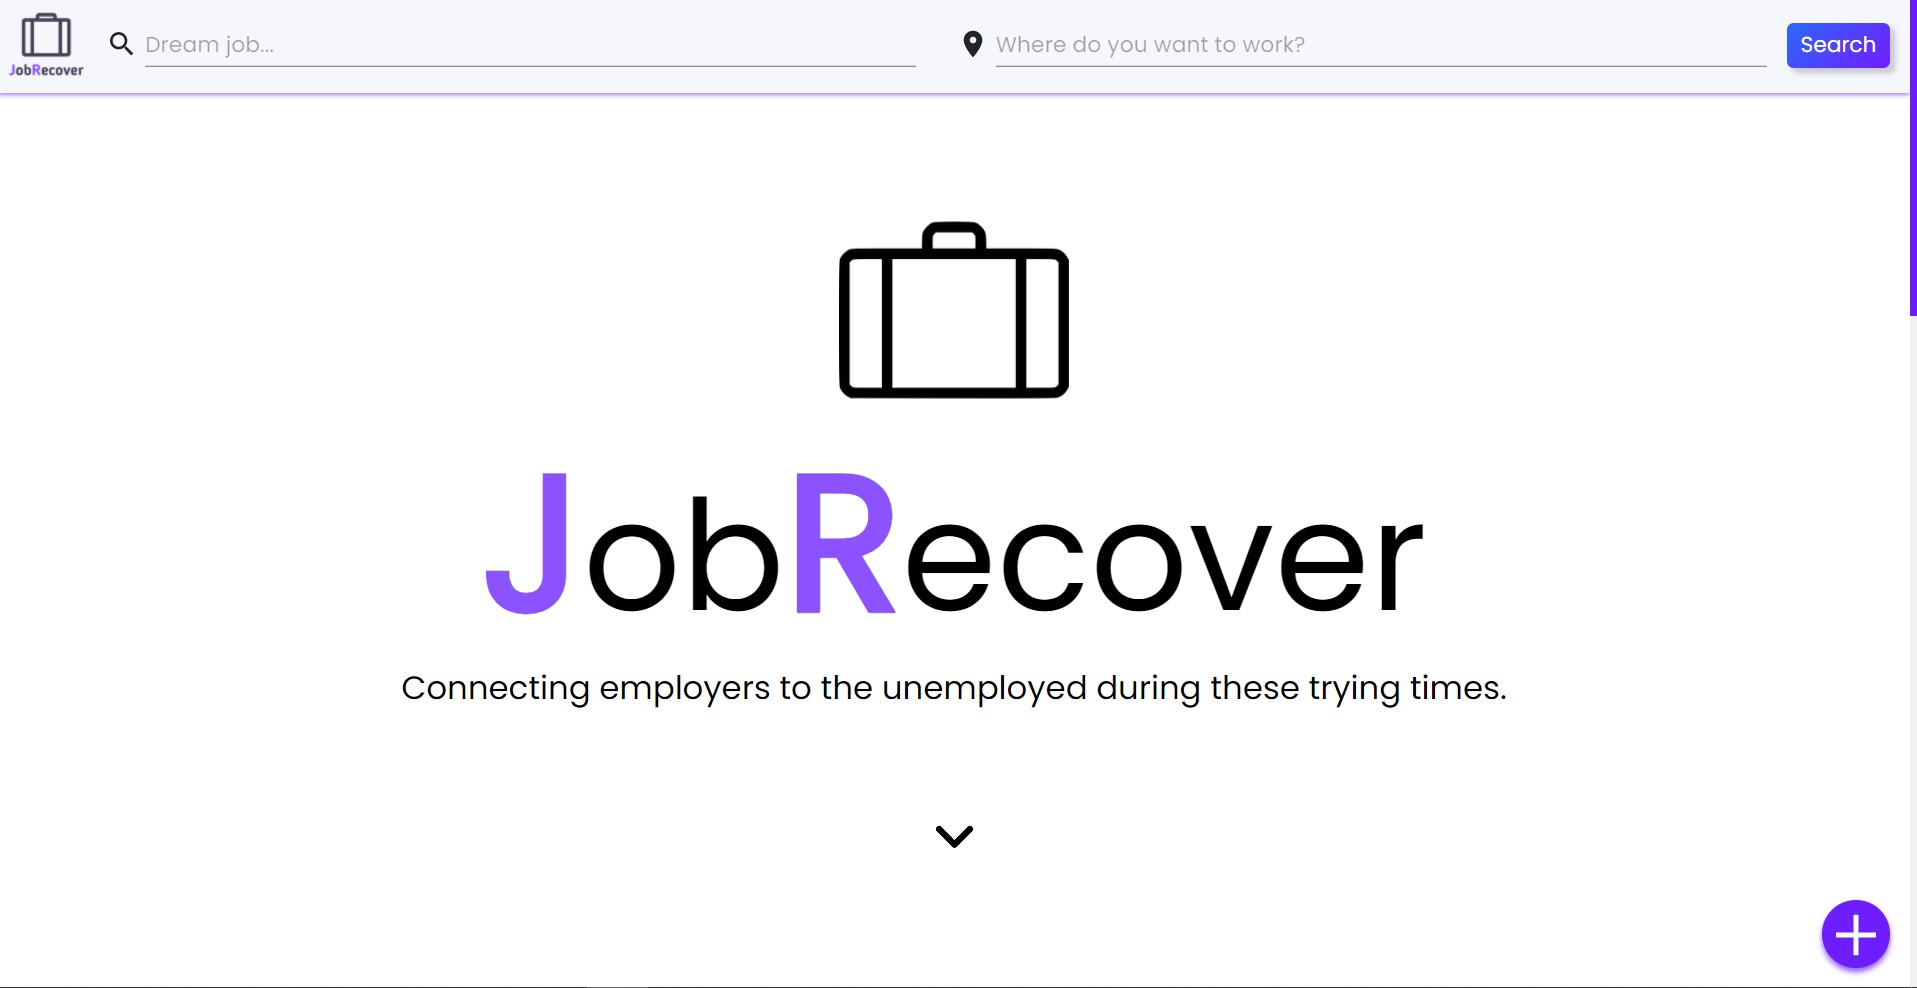 JobRecover
Dream job...
Where do you want to work?
Search
JobRecover
Connecting employers to the unemployed during these trying times.